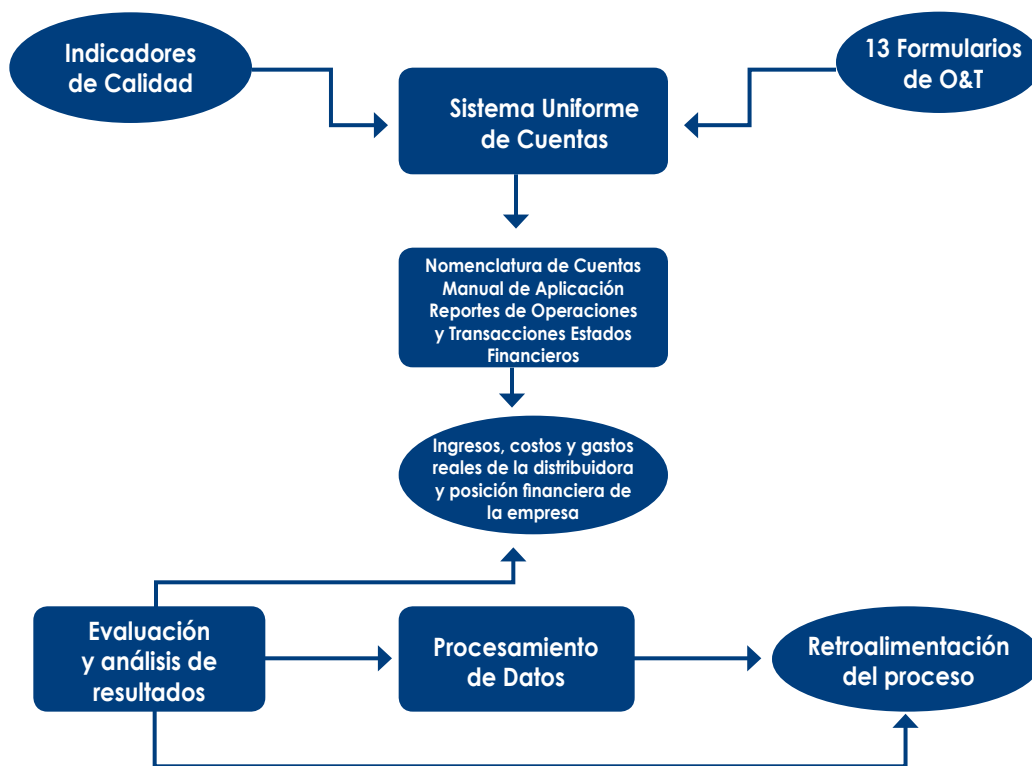 Indicadores
de Calidad
13 Formularios
de O&T
Sistema Uniforme
de Cuentas
Nomenclatura de Cuentas
Manual de Aplicación
Reportes de Operaciones
y Transacciones Estados
Financieros
Ingresos, costos y gastos
reales de la distribuidora
y posición financiera de
la empresa
Evaluación
y análisis de
resultados
Procesamiento
de Datos
Retroalimentación
del proceso